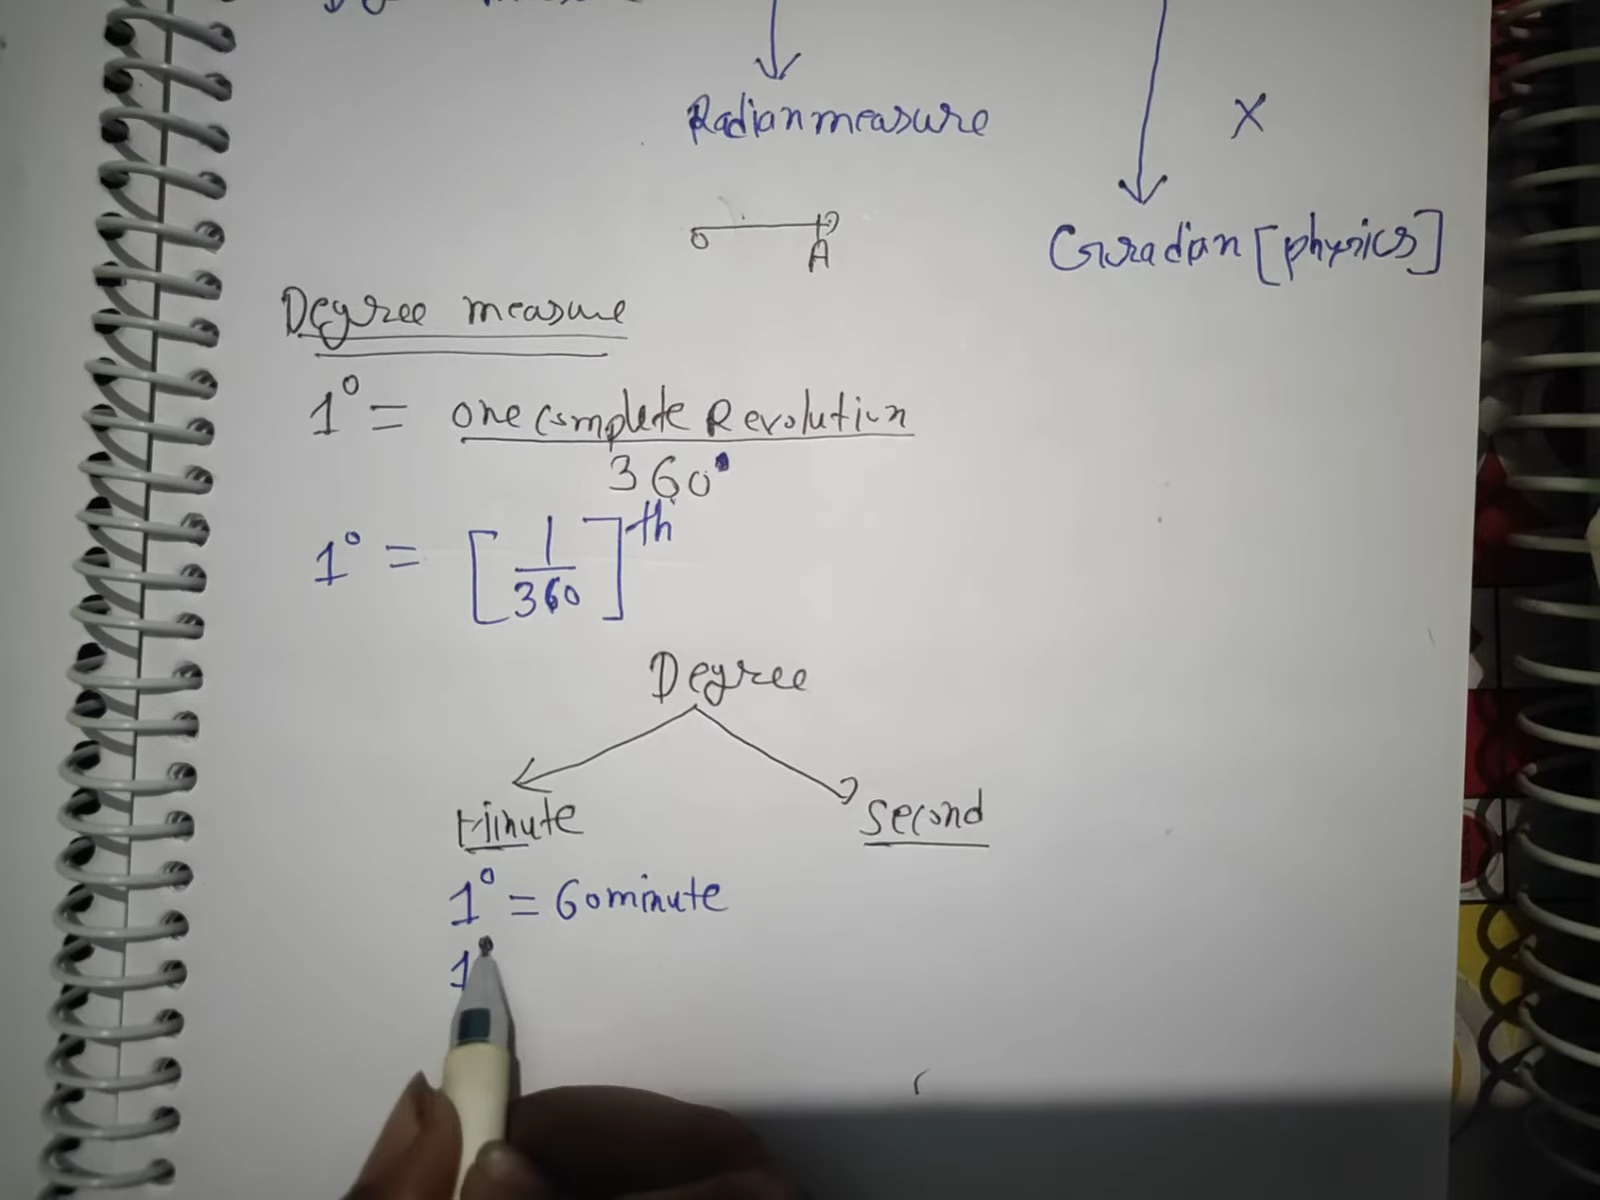 Radian measure
X
Graradian [physics]
O A
Degree measure
1° = one complete Revolution
360°
1° = [1/360]th
Degree
Minute
Second
1° = 60 minute
1